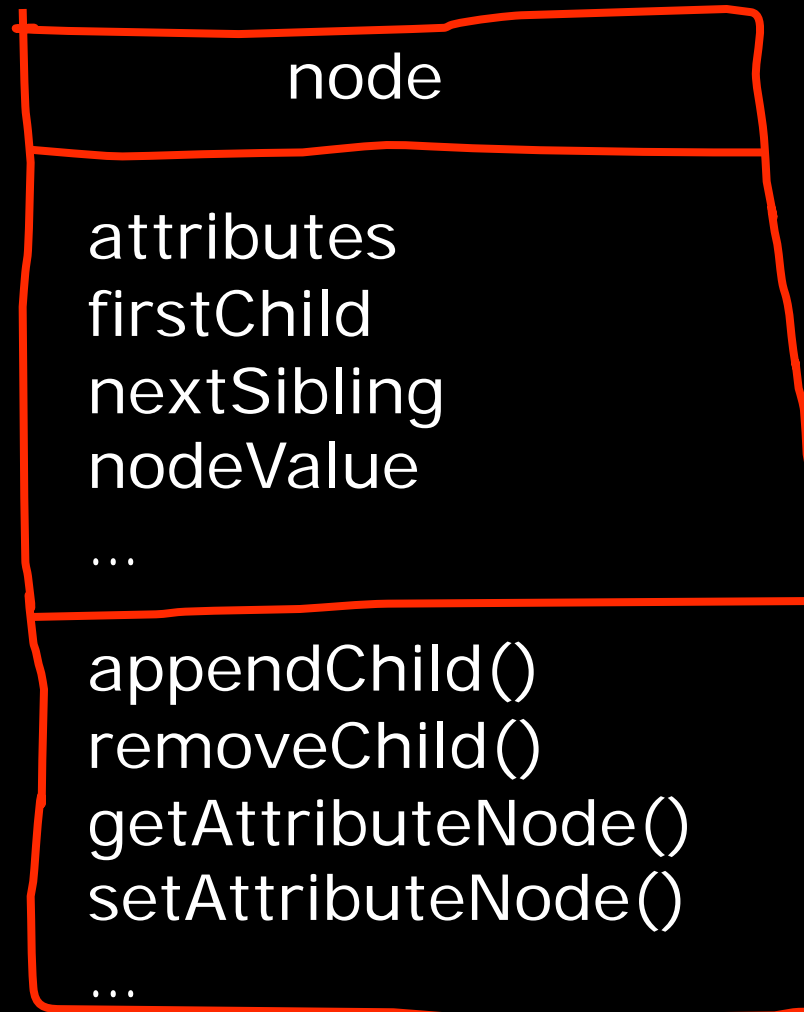 node
attributes
firstChild
nextSibling
nodeValue
...
appendChild()
removeChild()
getAttributeNode()
setAttributeNode()
...